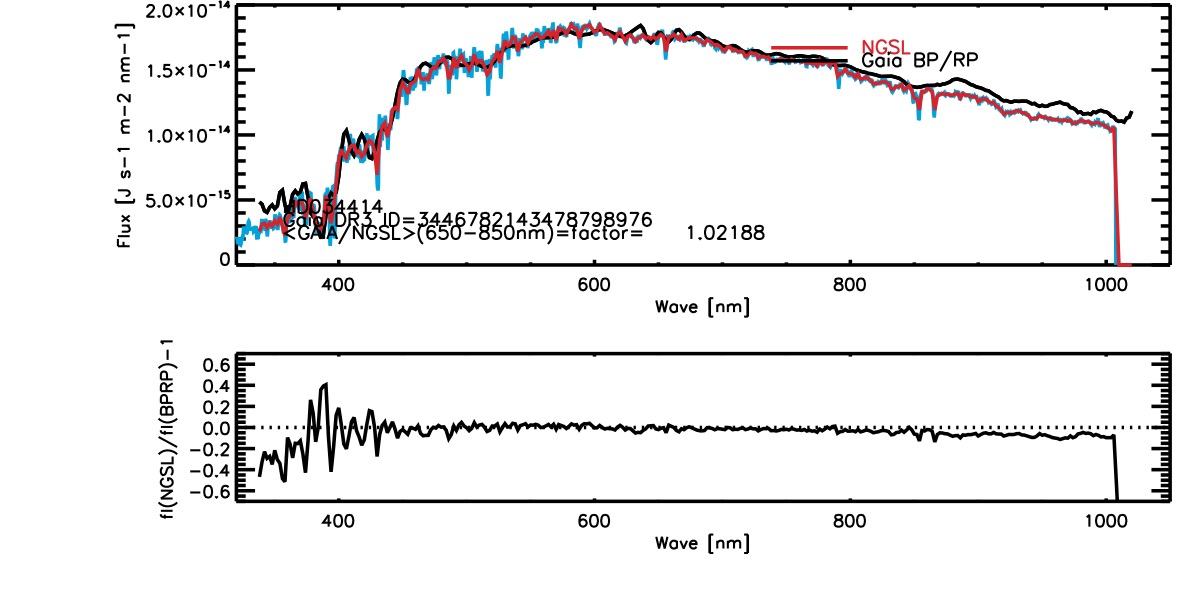 2.0×10⁻¹⁴
1.5×10⁻¹⁴
1.0×10⁻¹⁴
5.0×10⁻¹⁵
0
Flux [J s−1 m−2 nm−1]
NGSL
Gaia BP/RP
HD034414
Gaia DR3 ID=3446782143478798976
<GAIA/NGSL>(650−850nm)=factor= 1.02188
400 600 800 1000
Wave [nm]
fl(NGSL)/fl(BPRP)−1
0.6
0.4
0.2
0.0
−0.2
−0.4
−0.6
400 600 800 1000
Wave [nm]